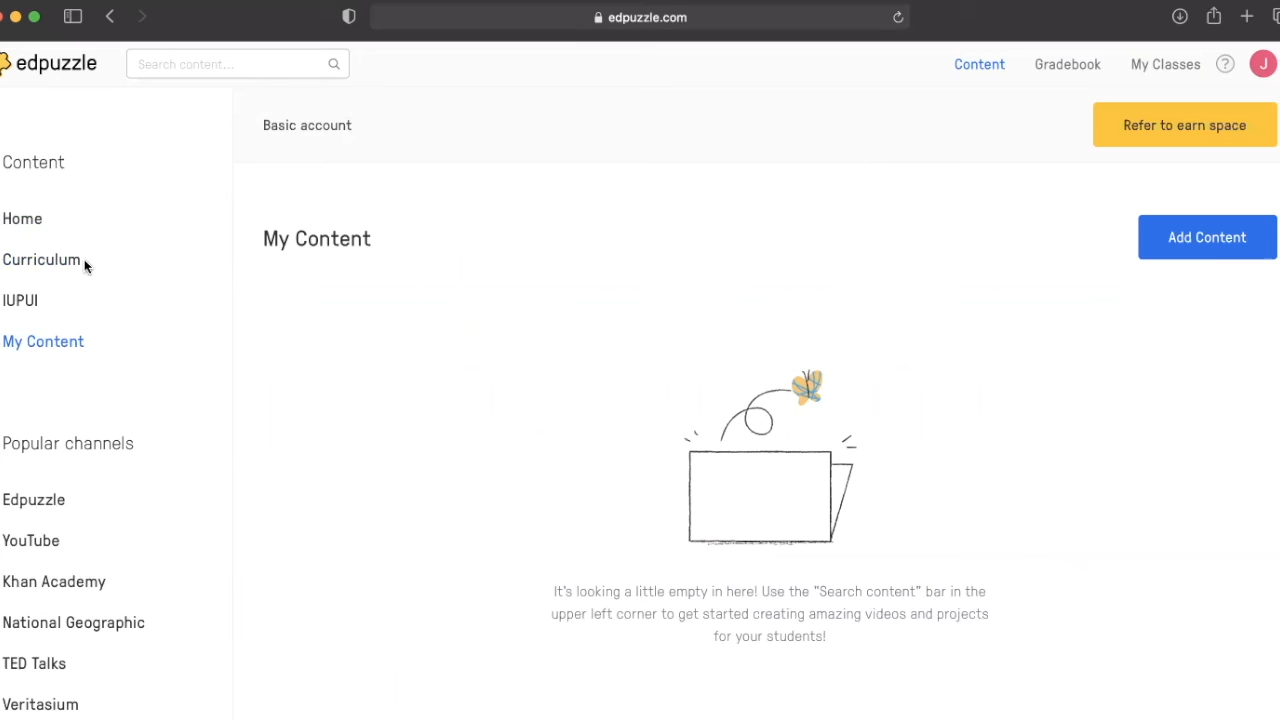 edpuzzle.com
edpuzzle
Search content...
Content
Gradebook
My Classes
?
J
Basic account
Refer to earn space
Content
Home
Curriculum
IUPUI
My Content
Popular channels
Edpuzzle
YouTube
Khan Academy
National Geographic
TED Talks
Veritasium
My Content
Add Content
It's looking a little empty in here! Use the "Search content" bar in the
upper left corner to get started creating amazing videos and projects
for your students!